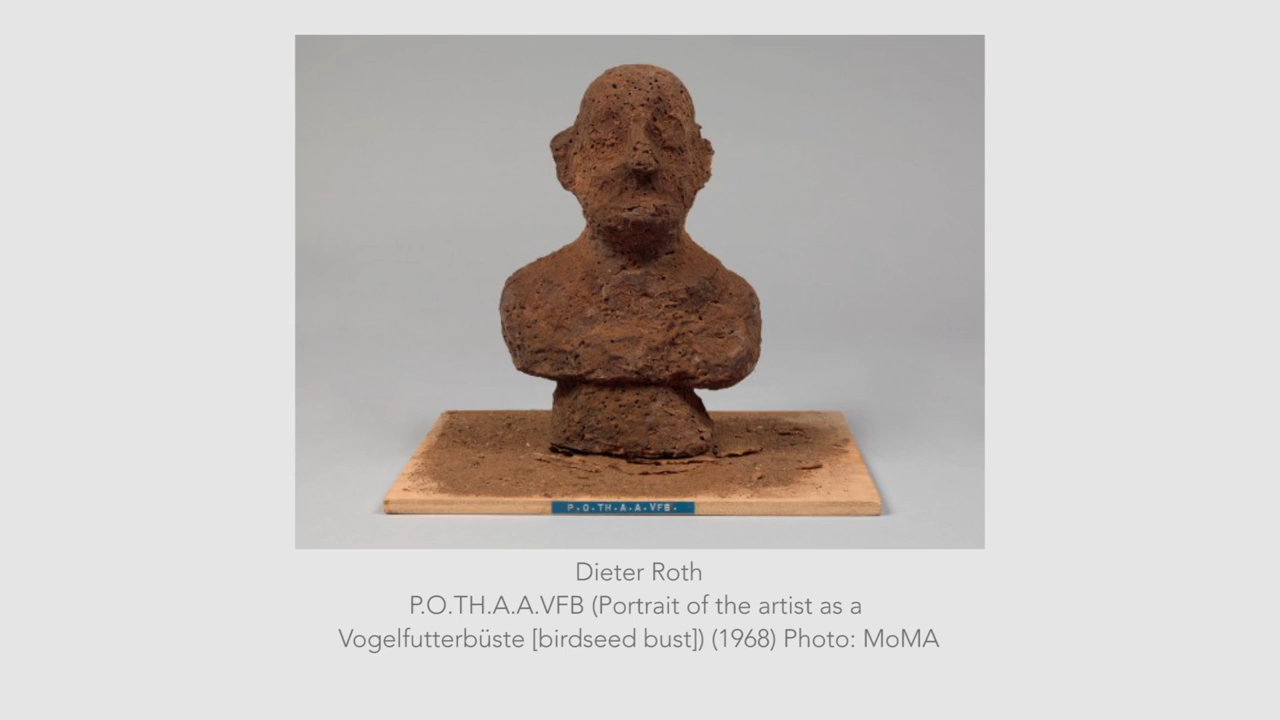 P.O.TH.A.A.VFB.
Dieter Roth
P.O.TH.A.A.VFB (Portrait of the artist as a
Vogelfutterbüste [birdseed bust]) (1968) Photo: MoMA